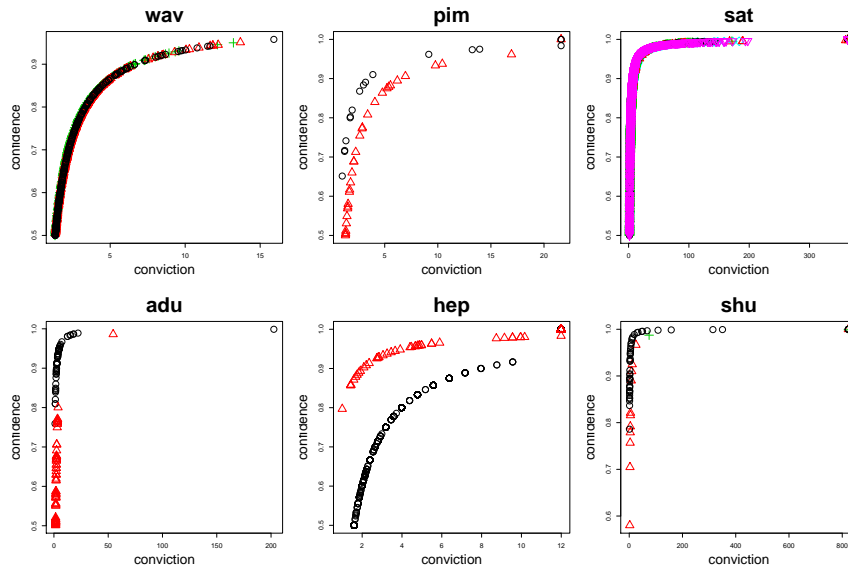 wav
pim
sat
0.5 0.6 0.7 0.8 0.9
confidence
5 10 15
conviction
0.5 0.6 0.7 0.8 0.9 1.0
confidence
5 10 15 20
conviction
0.5 0.6 0.7 0.8 0.9 1.0
confidence
0 100 200 300
conviction
adu
hep
shu
0.5 0.6 0.7 0.8 0.9 1.0
confidence
0 50 100 150 200
conviction
0.5 0.6 0.7 0.8 0.9 1.0
confidence
2 4 6 8 10 12
conviction
0.5 0.6 0.7 0.8 0.9 1.0
confidence
0 200 400 600 800
conviction